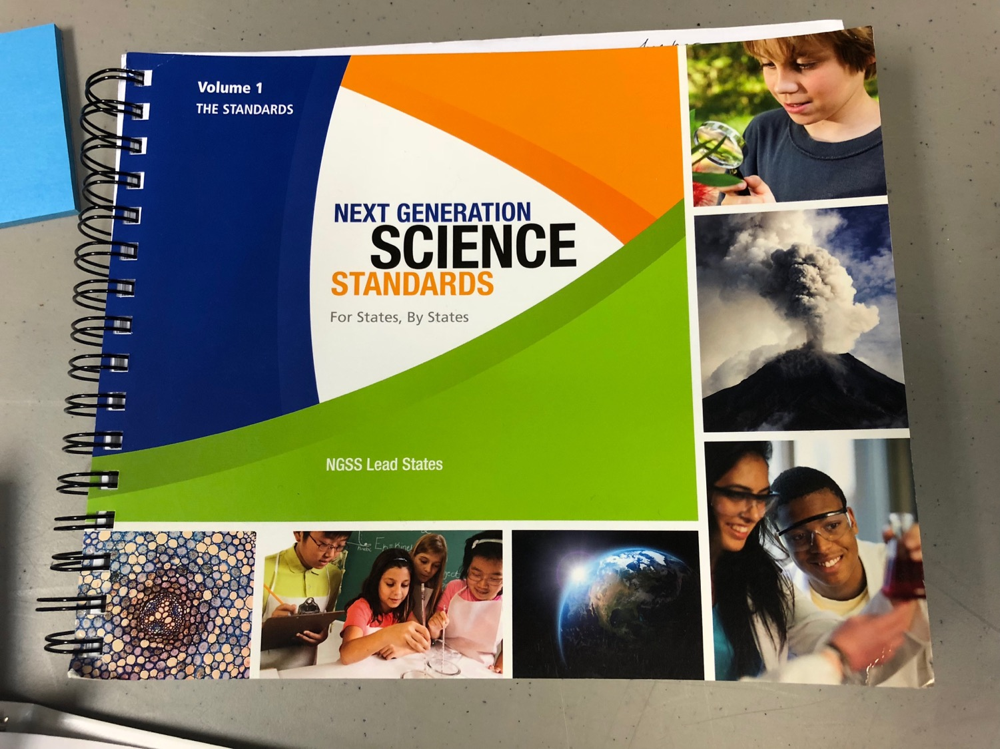 Volume 1
THE STANDARDS
NEXT GENERATION
SCIENCE
STANDARDS
For States, By States
NGSS Lead States